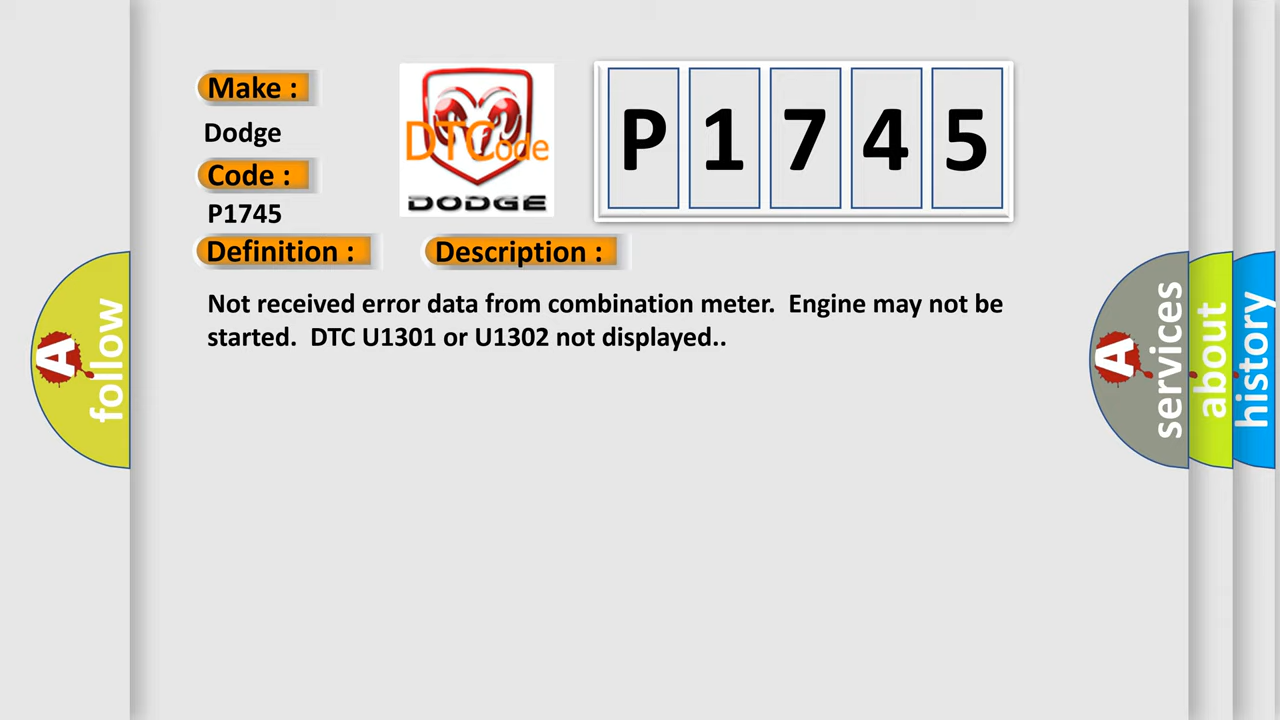 Make :
Dodge
Code :
P1745
DTCode
DODGE
P 1 7 4 5
Definition :
Description :
Not received error data from combination meter. Engine may not be
started. DTC U1301 or U1302 not displayed..
A
follow
A
services
about
history